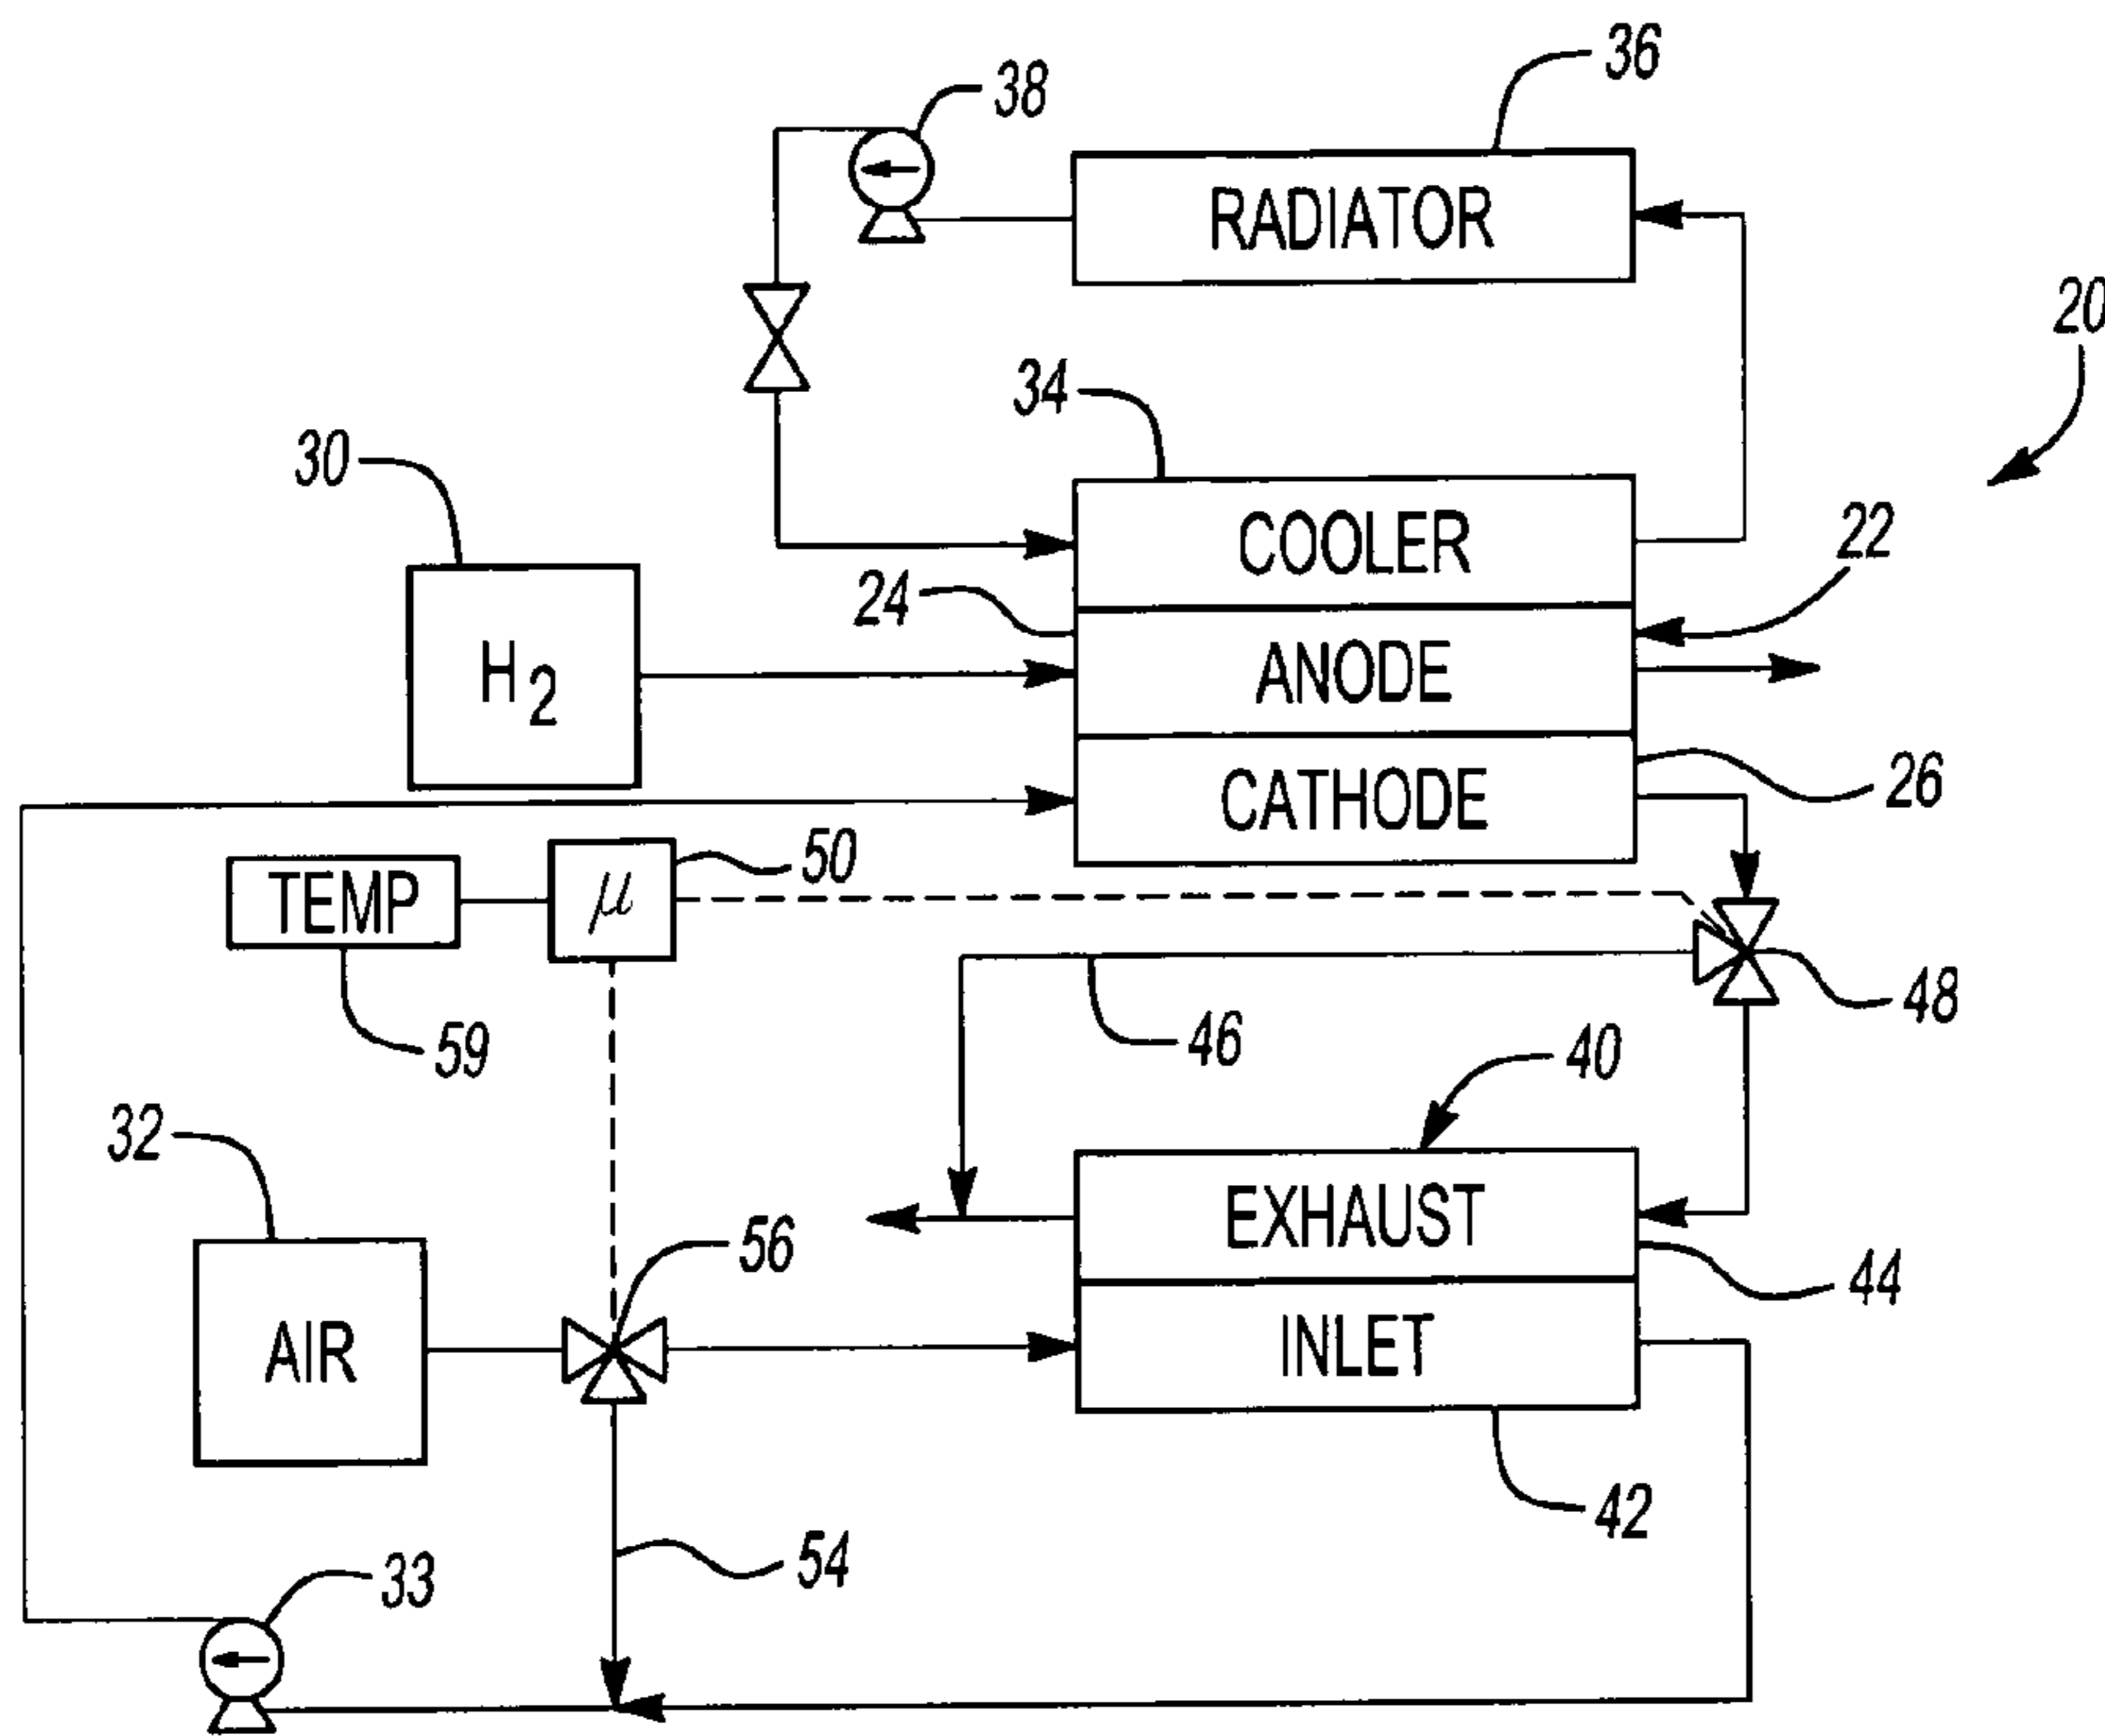 36
38
RADIATOR
20
34
30
COOLER
22
24
H2
ANODE
26
CATHODE
50
TEMP
μ
48
46
59
40
32
EXHAUST
56
44
AIR
INLET
42
54
33